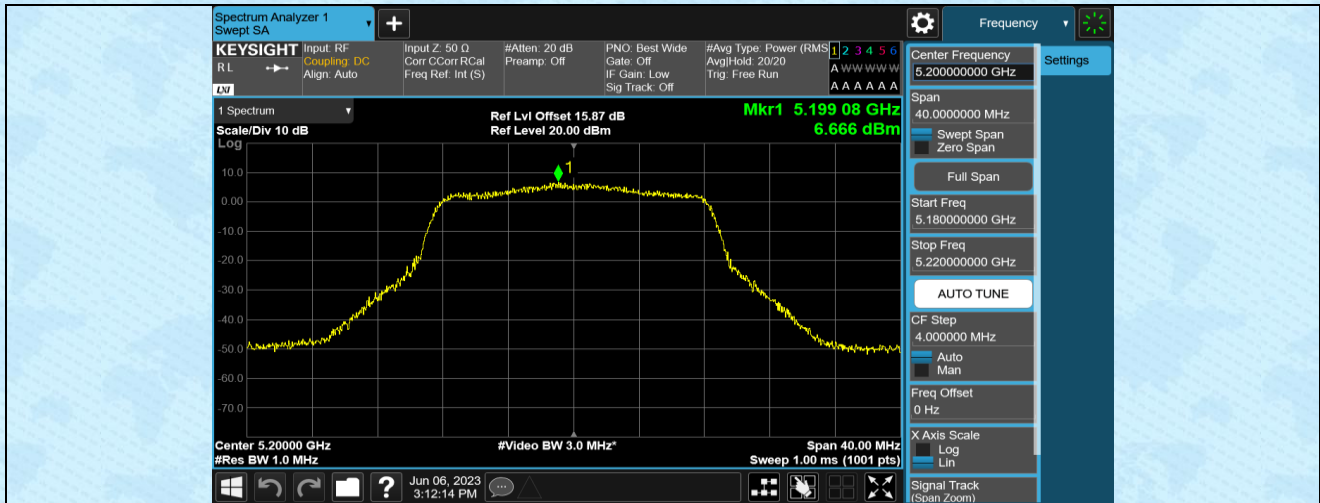 Spectrum Analyzer 1
Swept SA
+
Frequency
KEYSIGHT
RL
LXI
Input: RF
Coupling: DC
Align: Auto
Input Z: 50 Ω
Corr CCorr RCal
Freq Ref: Int (S)
#Atten: 20 dB
Preamp: Off
PNO: Best Wide
Gate: Off
IF Gain: Low
Sig Track: Off
#Avg Type: Power (RMS
Avg|Hold: 20/20
Trig: Free Run
1 2 3 4 5 6
A W W W W W
A A A A A A
1 Spectrum
Scale/Div 10 dB
Log
Ref Lvl Offset 15.87 dB
Ref Level 20.00 dBm
Mkr1 5.199 08 GHz
6.666 dBm
1
10.0
0.00
-10.0
-20.0
-30.0
-40.0
-50.0
-60.0
-70.0
Center 5.20000 GHz
#Res BW 1.0 MHz
#Video BW 3.0 MHz*
Span 40.00 MHz
Sweep 1.00 ms (1001 pts)
?
Jun 06, 2023
3:12:14 PM
Center Frequency
5.200000000 GHz
Settings
Span
40.0000000 MHz
Swept Span
Zero Span
Full Span
Start Freq
5.180000000 GHz
Stop Freq
5.220000000 GHz
AUTO TUNE
CF Step
4.000000 MHz
Auto
Man
Freq Offset
0 Hz
X Axis Scale
Log
Lin
Signal Track
(Span Zoom)